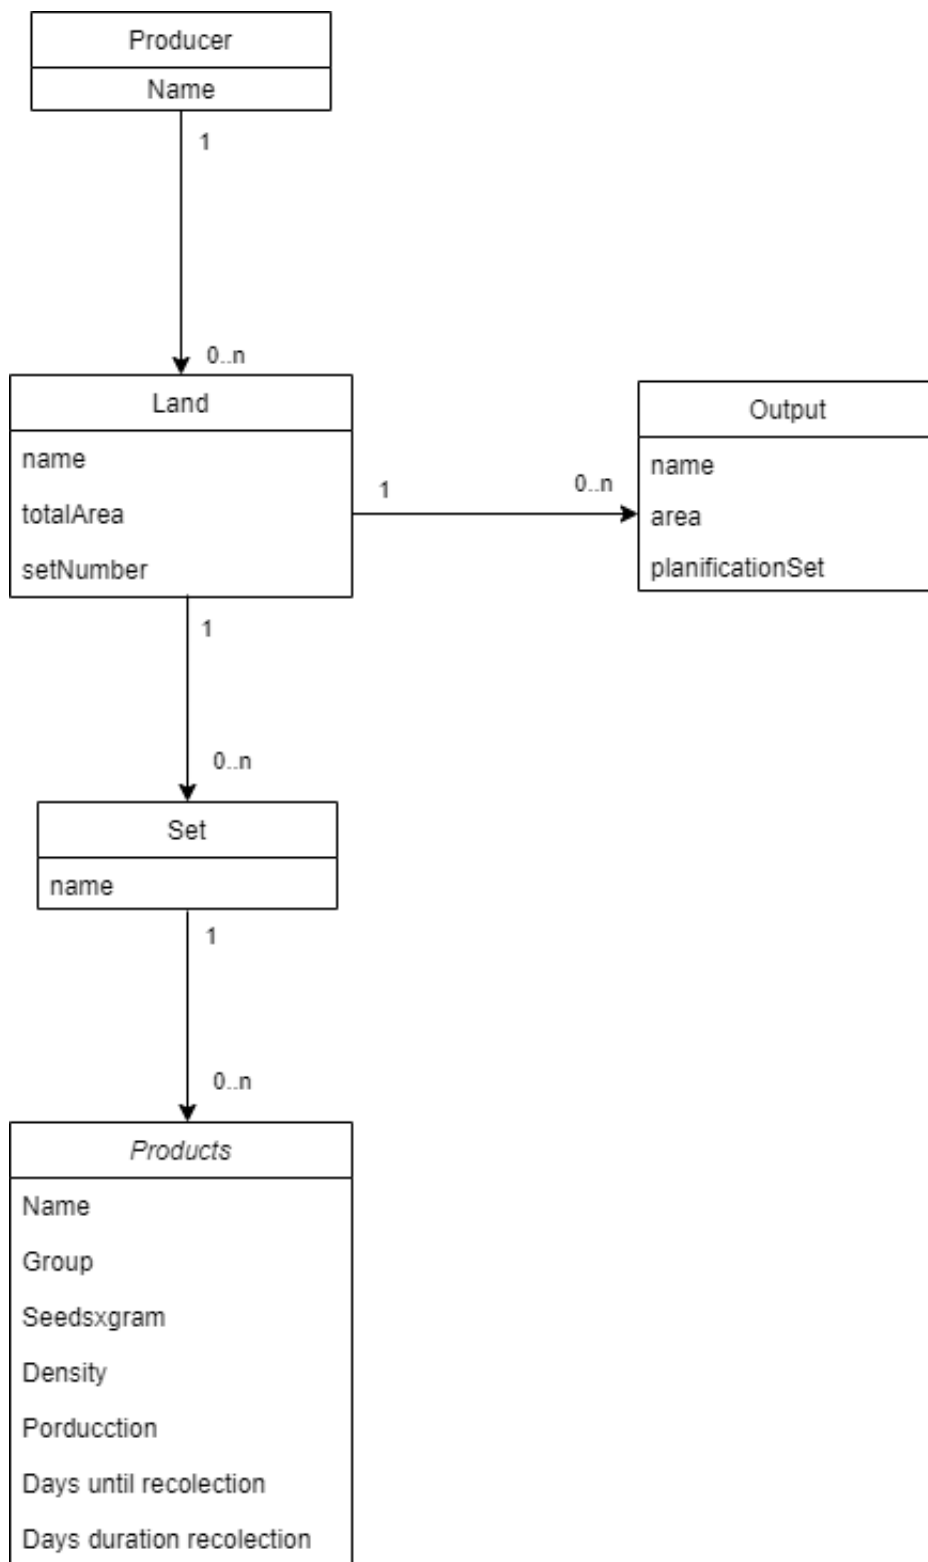 Producer
Name
1
0..n
Land
name
totalArea
setNumber
1
0..n
Output
name
area
planificationSet
1
0..n
Set
name
1
0..n
Products
Name
Group
Seedsxgram
Density
Porducction
Days until recolection
Days duration recolection